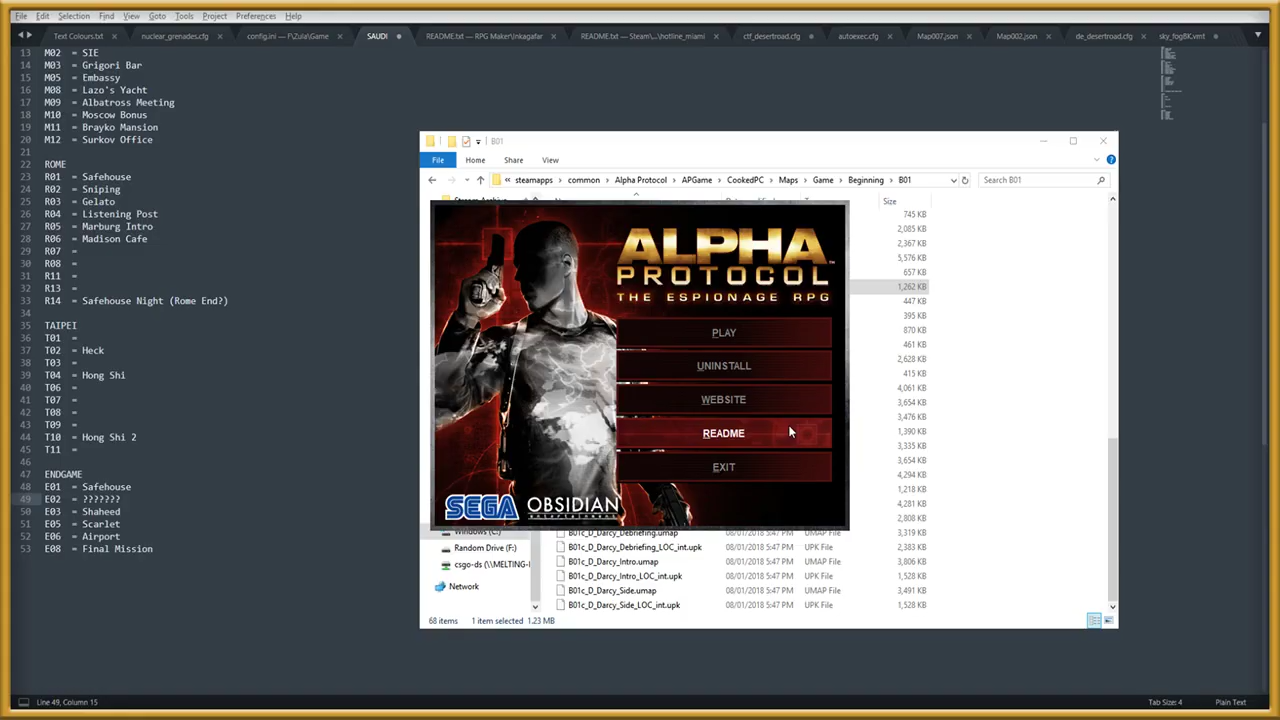 File Edit Selection Find View Goto Tools Project Preferences Help
Text Colours.txt × nuclear_grenades.cfg × config.ini — F\Zula\Game × SAUDI README.txt — RPG Maker\Inkagafar × README.txt — Steam\...\hotline_miami × ctf_desertroad.cfg autoexec.cfg × Map007.json × Map002.json × de_desertroad.cfg × sky_fogBK.vmt
13 M02 = SIE
14 M03 = Grigori Bar
15 M05 = Embassy
16 M08 = Lazo's Yacht
17 M09 = Albatross Meeting
18 M10 = Moscow Bonus
19 M11 = Brayko Mansion
20 M12 = Surkov Office
21
22 ROME
23 R01 = Safehouse
24 R02 = Sniping
25 R03 = Gelato
26 R04 = Listening Post
27 R05 = Marburg Intro
28 R06 = Madison Cafe
29 R07 =
30 R08 =
31 R11 =
32 R13 =
33 R14 = Safehouse Night (Rome End?)
34
35 TAIPEI
36 T01 =
37 T02 = Heck
38 T03 =
39 T04 = Hong Shi
40 T06 =
41 T07 =
42 T08 =
43 T09 =
44 T10 = Hong Shi 2
45 T11 =
46
47 ENDGAME
48 E01 = Safehouse
49 E02 = ???????
50 E03 = Shaheed
51 E05 = Scarlet
52 E06 = Airport
53 E08 = Final Mission
B01
File Home Share View
« steamapps › common › Alpha Protocol › APGame › CookedPC › Maps › Game › Beginning › B01 Search B01
Size
745 KB
2,085 KB
2,367 KB
5,576 KB
657 KB
1,262 KB
447 KB
395 KB
870 KB
461 KB
2,628 KB
415 KB
4,061 KB
3,654 KB
3,476 KB
1,390 KB
3,335 KB
3,654 KB
4,294 KB
1,218 KB
4,281 KB
2,808 KB
ALPHA
PROTOCOL™
THE ESPIONAGE RPG
PLAY
UNINSTALL
WEBSITE
README
EXIT
SEGA OBSIDIAN
entertainment
Windows (C:)
Random Drive (F:)
csgo-ds (\\MELTING-
Network
B01c_D_Darcy_Debriefing.umap 08/01/2018 5:47 PM UMAP File 3,319 KB
B01c_D_Darcy_Debriefing_LOC_int.upk 08/01/2018 5:47 PM UPK File 2,383 KB
B01c_D_Darcy_Intro.umap 08/01/2018 5:47 PM UMAP File 3,806 KB
B01c_D_Darcy_Intro_LOC_int.upk 08/01/2018 5:47 PM UPK File 1,528 KB
B01c_D_Darcy_Side.umap 08/01/2018 5:47 PM UMAP File 3,491 KB
B01c_D_Darcy_Side_LOC_int.upk 08/01/2018 5:47 PM UPK File 1,528 KB
68 items 1 item selected 1.23 MB
Line 49, Column 15 Tab Size: 4 Plain Text